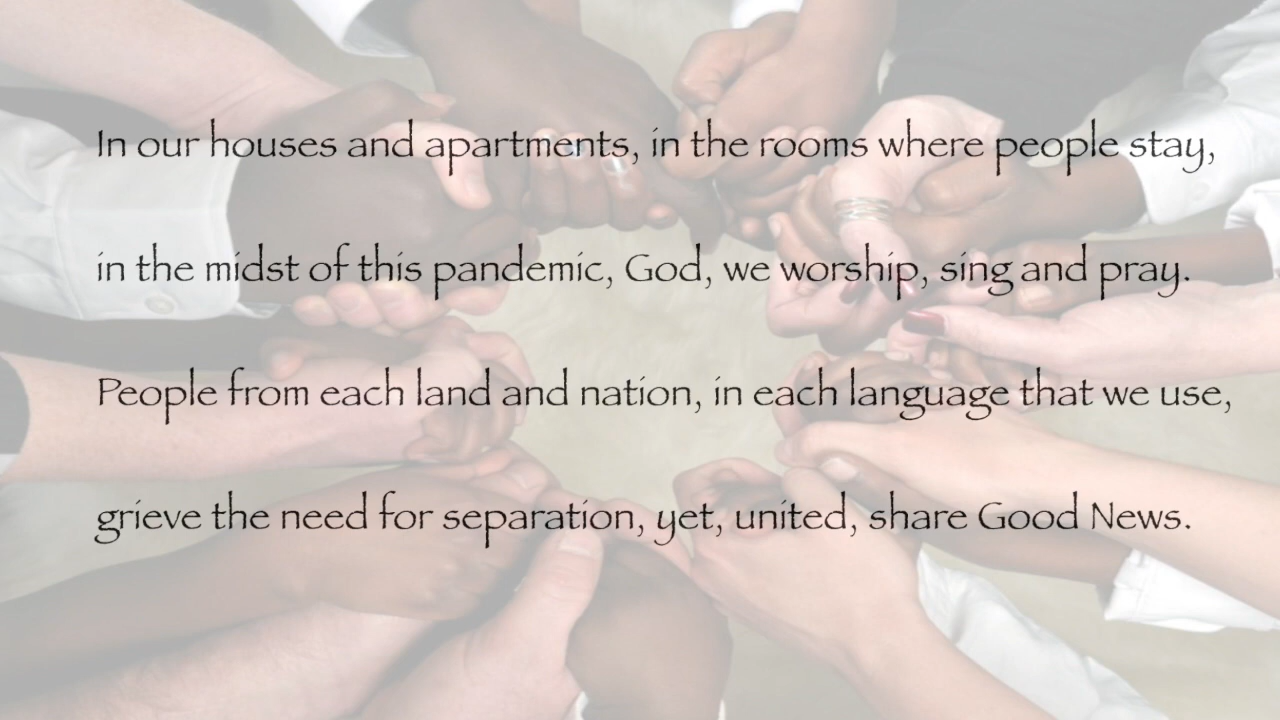 In our houses and apartments, in the rooms where people stay,
in the midst of this pandemic, God, we worship, sing and pray.
People from each land and nation, in each language that we use,
grieve the need for separation, yet, united, share Good News.